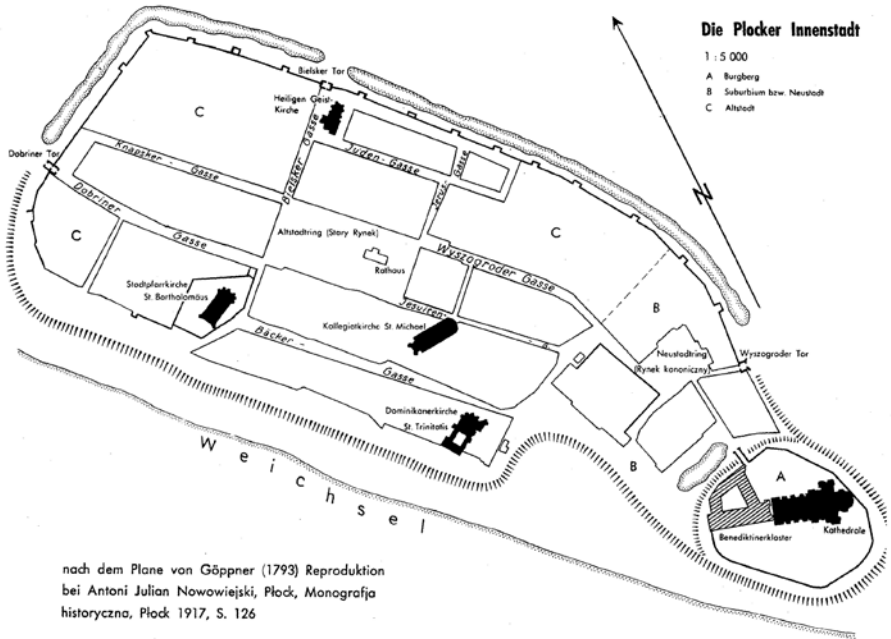 Die Plocker Innenstadt
1 : 5 000
A Burgberg
B Suburbium bzw. Neustadt
C Altstadt
N
Bielsker Tor
Heiligen Geist-
Kirche
C
Dobriner Tor
Knapsker - Gasse
Bielsker Gasse
Juden - Gasse
Jerus- Gasse
Dobriner Gasse
C
C
Altstadtring (Stary Rynek)
Wyszogroder Gasse
Rathaus
Stadtpfarrkirche
St. Bartholomäus
B
Jesuiten-
Kollegiatkirche St. Michael
G.
Bäcker - Gasse
Neustadtring
(Rynek kanoniczny)
Wyszogroder Tor
Dominikanerkirche
St. Trinitatis
Weichsel
B
A
Kathedrale
Benediktinerkloster
nach dem Plane von Göppner (1793) Reproduktion
bei Antoni Julian Nowowiejski, Płock, Monografja
historyczna, Płock 1917, S. 126